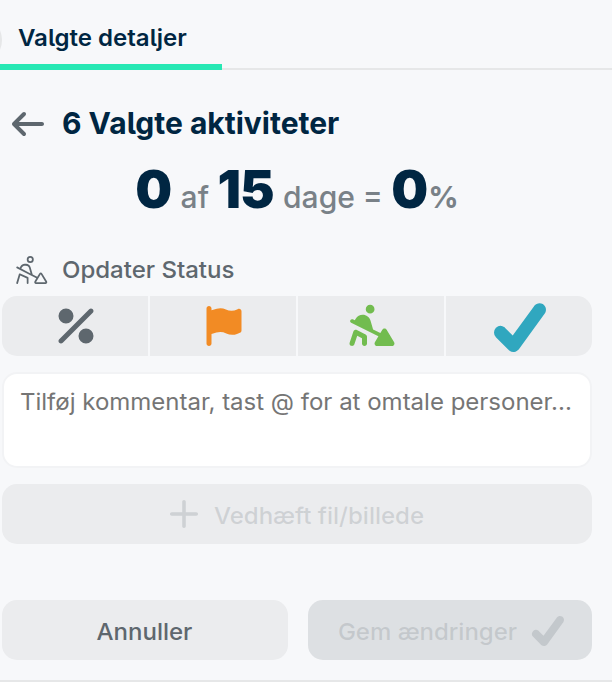 Valgte detaljer
6 Valgte aktiviteter
0 af 15 dage = 0%
Opdater Status
Tilføj kommentar, tast @ for at omtale personer...
Vedhæft fil/billede
Annuller
Gem ændringer